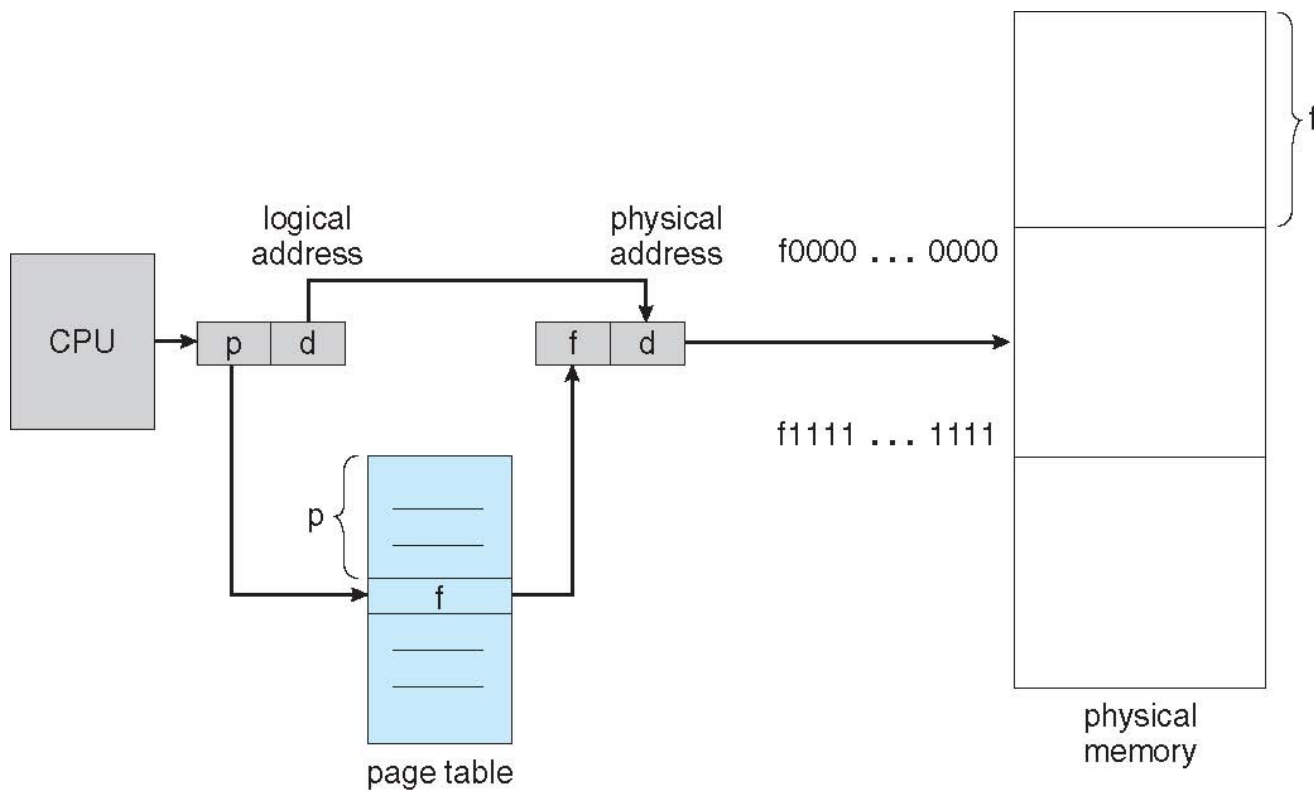 f
logical
address
physical
address
f0000 ... 0000
CPU
p d
f d
f1111 ... 1111
p
f
physical
memory
page table